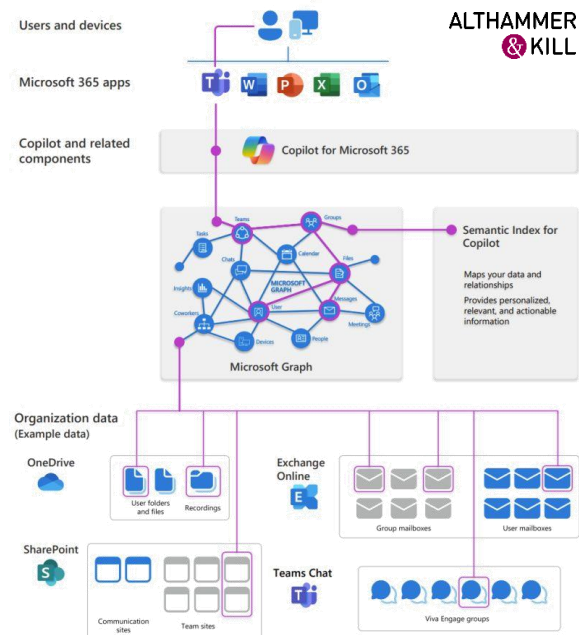 Users and devices
ALTHAMMER
& KILL
Microsoft 365 apps
T
W
P
X
O
Copilot and related
components
Copilot for Microsoft 365
Teams
Groups
Tasks
Calendar
Files
Chats
MICROSOFT
GRAPH
Insights
User
Messages
Coworkers
Meetings
Devices
People
Microsoft Graph
Semantic Index for
Copilot
Maps your data and
relationships
Provides personalized,
relevant, and actionable
information
Organization data
(Example data)
OneDrive
User folders
and files
Recordings
Exchange
Online
E
Group mailboxes
User mailboxes
SharePoint
S
Communication
sites
Team sites
Teams Chat
T
Viva Engage groups